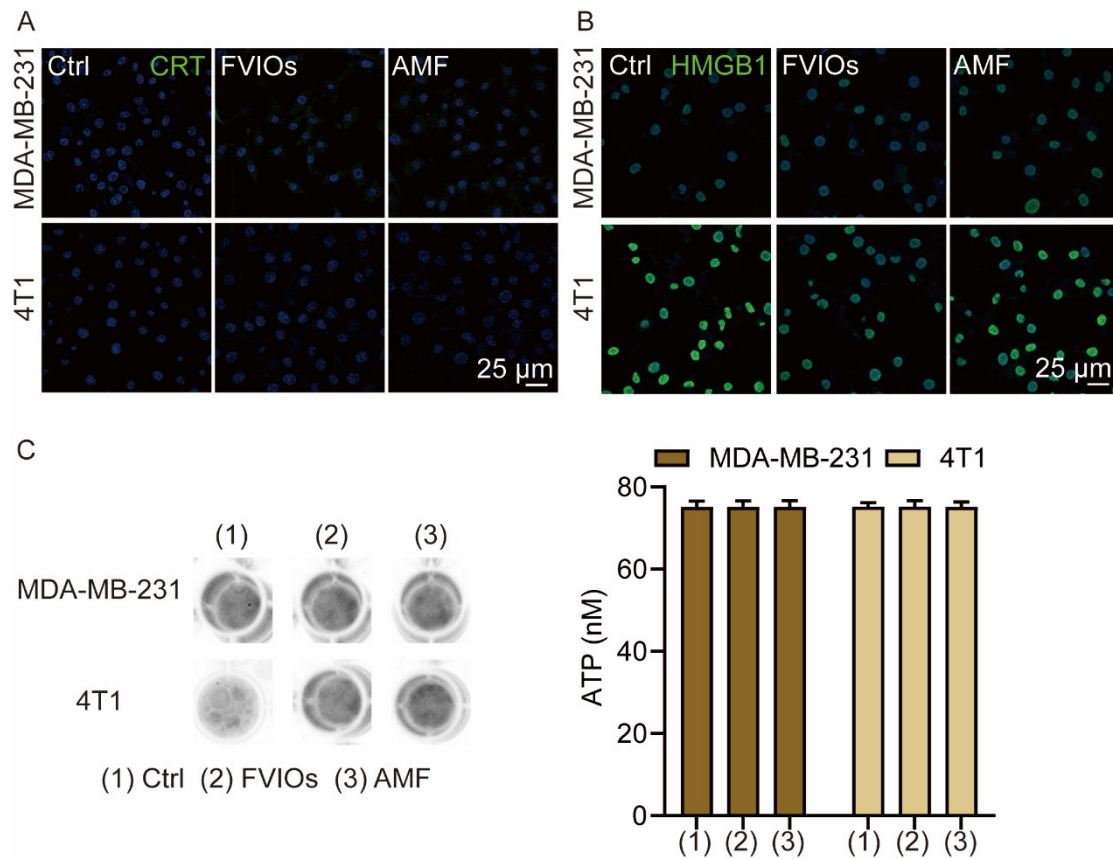 A
MDA-MB-231
Ctrl CRT FVIOs AMF
4T1
25 µm
B
MDA-MB-231
Ctrl HMGB1 FVIOs AMF
4T1
25 µm
C
(1) (2) (3)
MDA-MB-231
4T1
(1) Ctrl (2) FVIOs (3) AMF
MDA-MB-231 4T1
ATP (nM)
80
60
40
20
0
(1) (2) (3) (1) (2) (3)